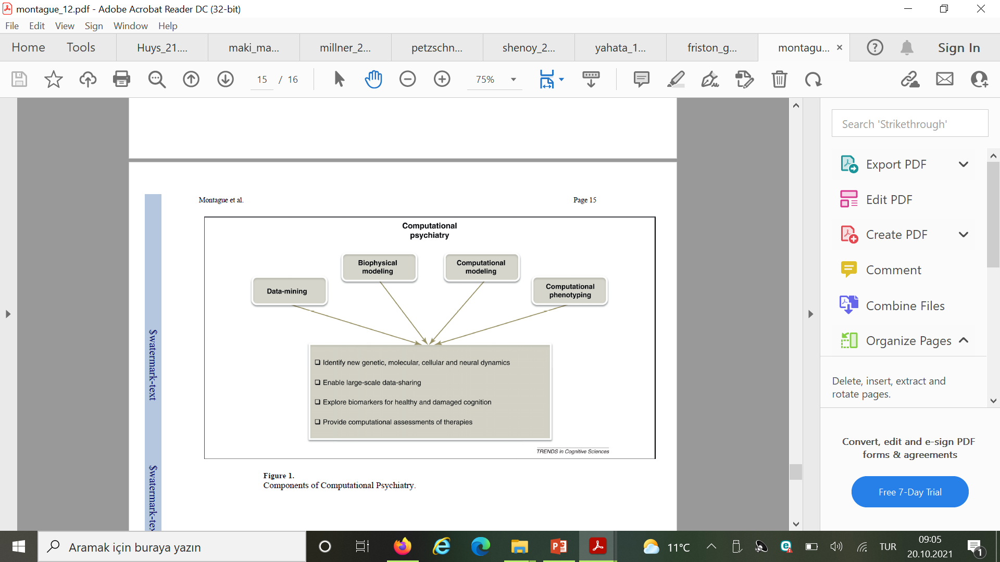 montague_12.pdf - Adobe Acrobat Reader DC (32-bit)
File Edit View Sign Window Help
Home Tools Huys_21.... maki_ma... millner_2... petzschn... shenoy_2... yahata_1... friston_g... montagu... Sign In
15 / 16 75%
Search 'Strikethrough'
Export PDF
Edit PDF
Create PDF
Comment
Combine Files
Organize Pages
Delete, insert, extract and
rotate pages.
Convert, edit and e-sign PDF
forms & agreements
Free 7-Day Trial
$watermark-text
$watermark-tex
Montague et al. Page 15
Computational
psychiatry
Data-mining
Biophysical
modeling
Computational
modeling
Computational
phenotyping
Identify new genetic, molecular, cellular and neural dynamics
Enable large-scale data-sharing
Explore biomarkers for healthy and damaged cognition
Provide computational assessments of therapies
TRENDS in Cognitive Sciences
Figure 1.
Components of Computational Psychiatry.
Aramak için buraya yazın
11°C
TUR
09:05
20.10.2021
1